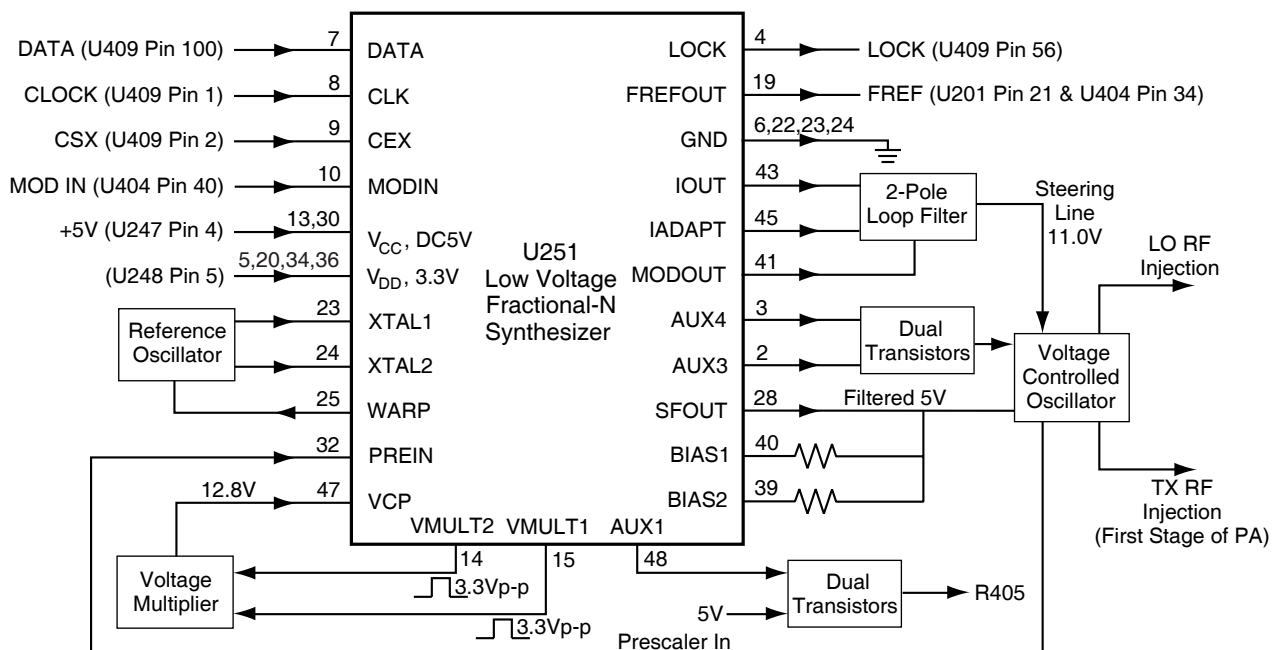 DATA (U409 Pin 100)
7
DATA
CLOCK (U409 Pin 1)
8
CLK
CSX (U409 Pin 2)
9
CEX
MOD IN (U404 Pin 40)
10
MODIN
+5V (U247 Pin 4)
13,30
VCC, DC5V
(U248 Pin 5)
5,20,34,36
VDD, 3.3V
Reference
Oscillator
23
XTAL1
24
XTAL2
25
WARP
32
PREIN
12.8V
47
VCP
Voltage
Multiplier
U251
Low Voltage
Fractional-N
Synthesizer
VMULT2
14
3.3Vp-p
VMULT1
15
3.3Vp-p
AUX1
48
LOCK
4
LOCK (U409 Pin 56)
FREFOUT
19
FREF (U201 Pin 21 & U404 Pin 34)
GND
6,22,23,24
IOUT
43
IADAPT
45
MODOUT
41
2-Pole
Loop Filter
Steering
Line
11.0V
AUX4
3
AUX3
2
Dual
Transistors
SFOUT
28
Filtered 5V
BIAS1
40
BIAS2
39
Voltage
Controlled
Oscillator
LO RF
Injection
TX RF
Injection
(First Stage of PA)
5V
Dual
Transistors
R405
Prescaler In